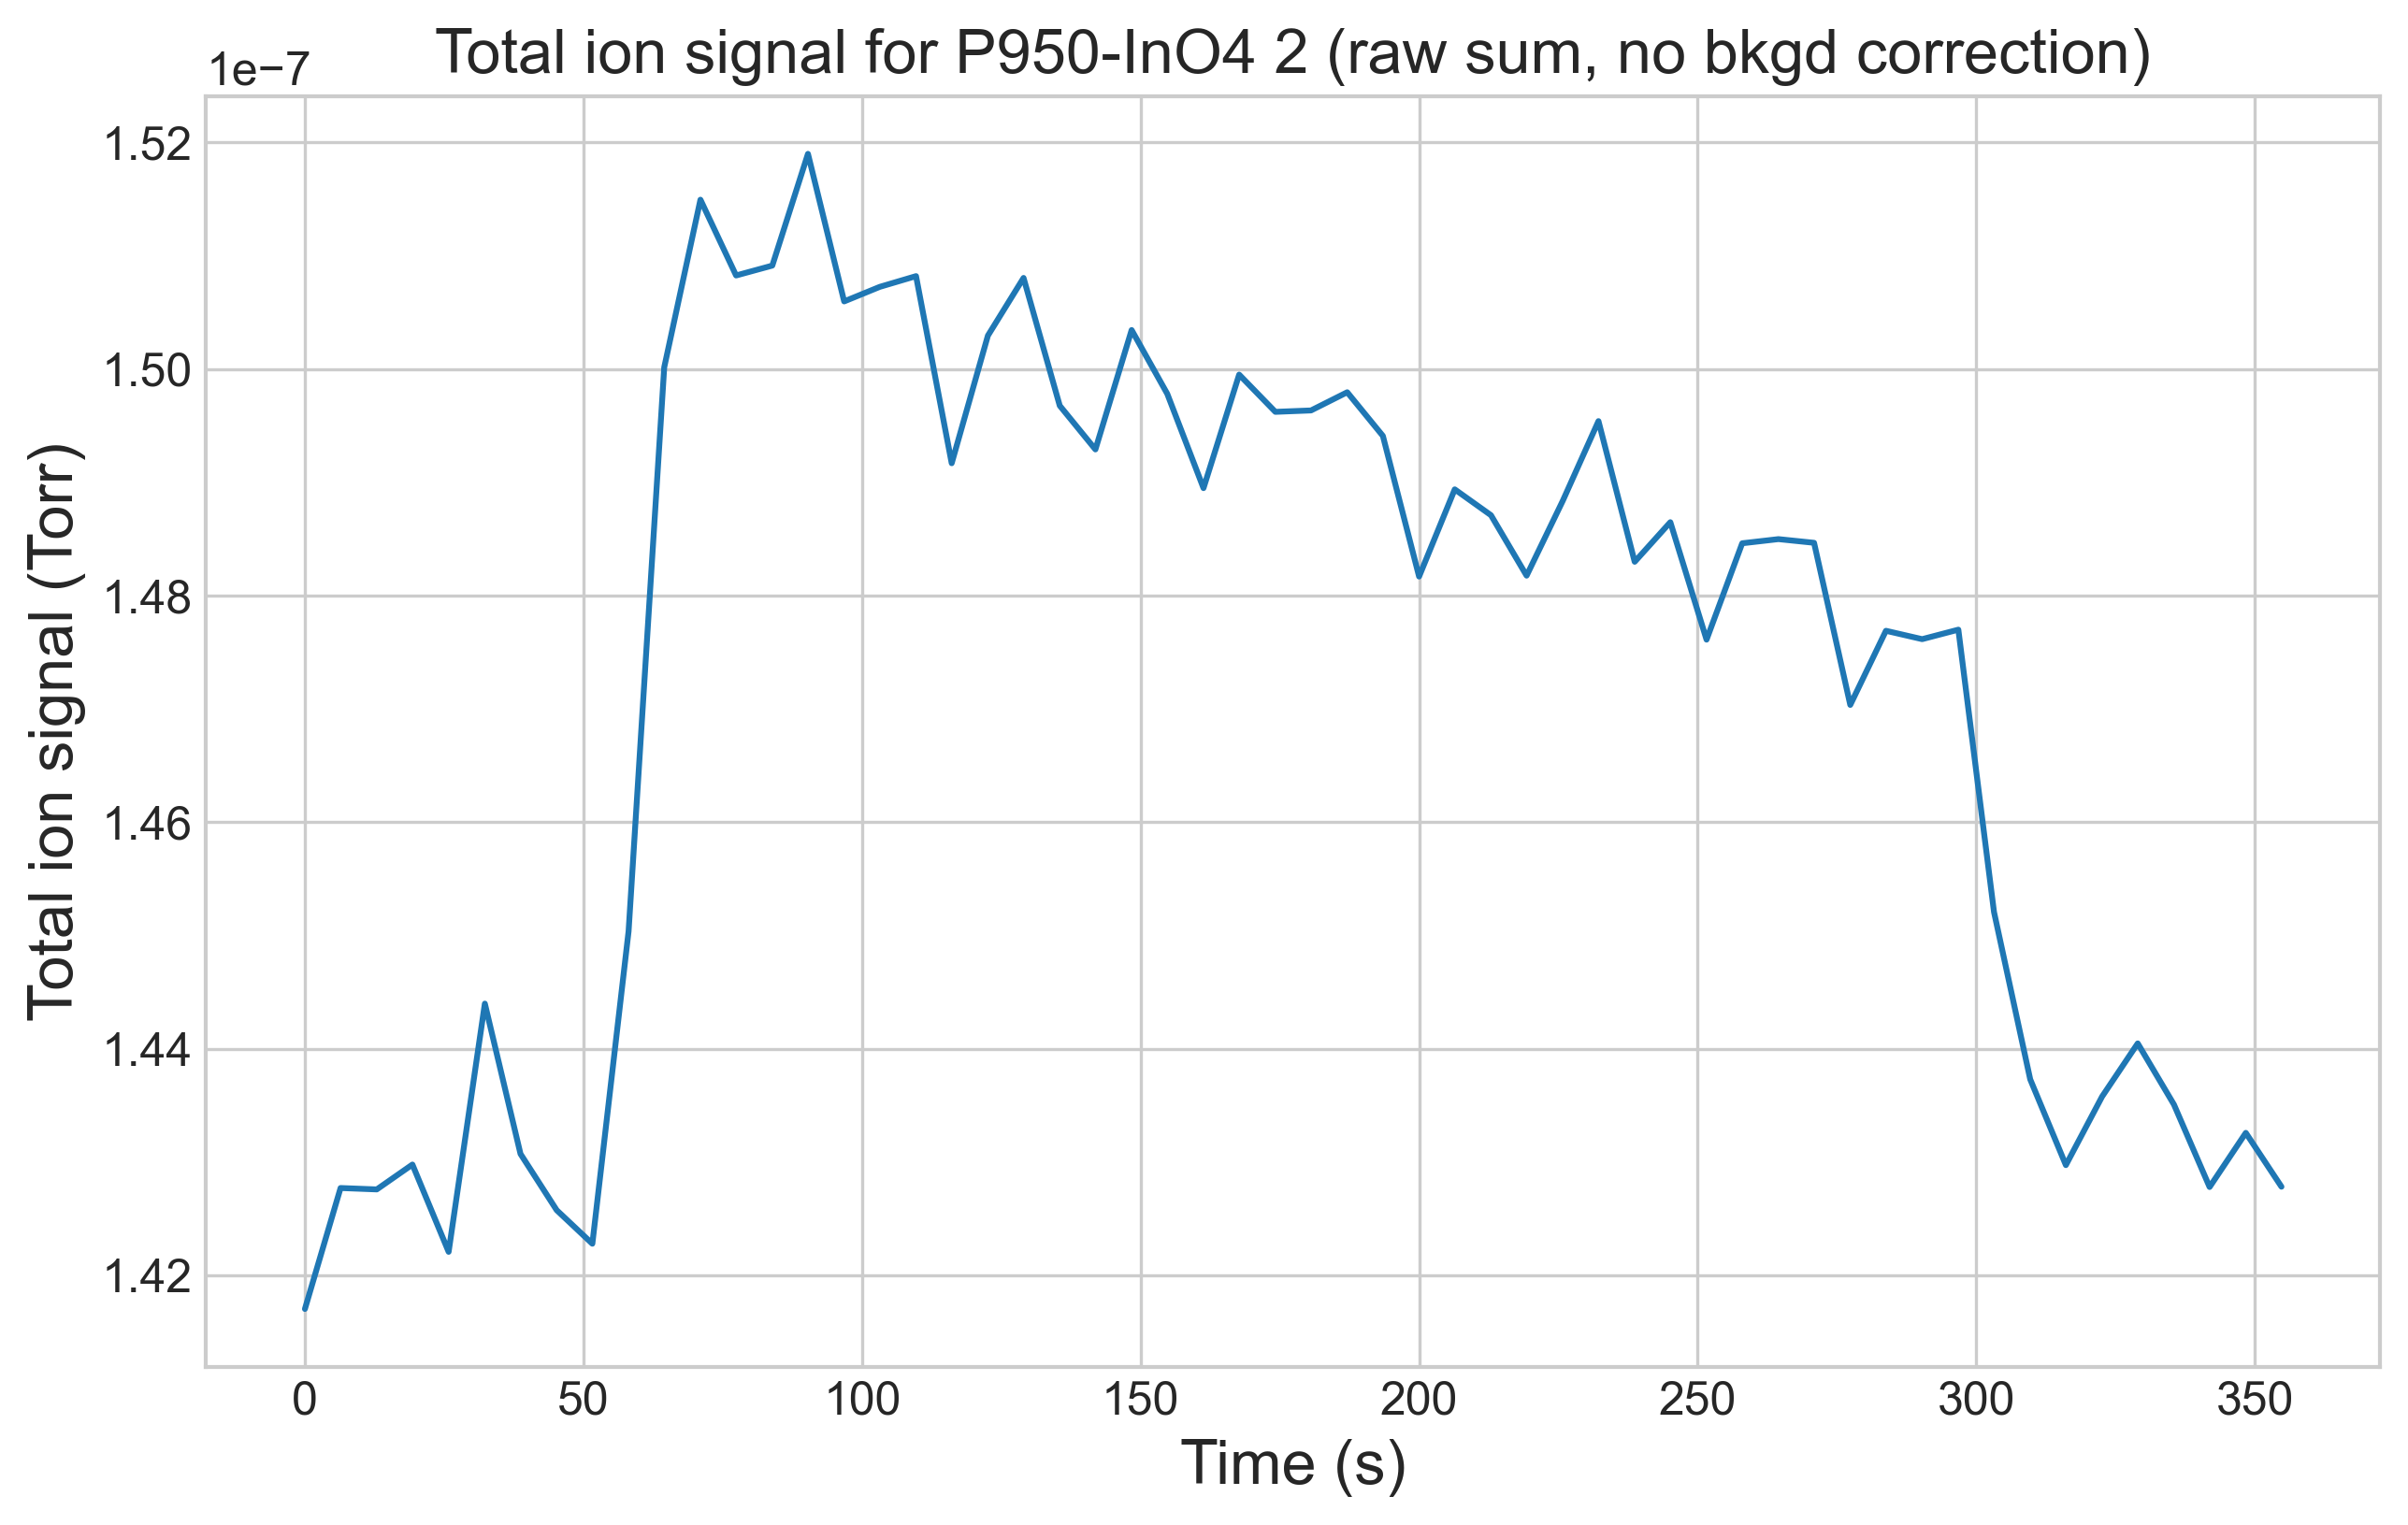 Total ion signal for P950-InO4 2 (raw sum, no bkgd correction)
1e−7
1.52
1.50
1.48
1.46
1.44
1.42
Total ion signal (Torr)
0 50 100 150 200 250 300 350
Time (s)